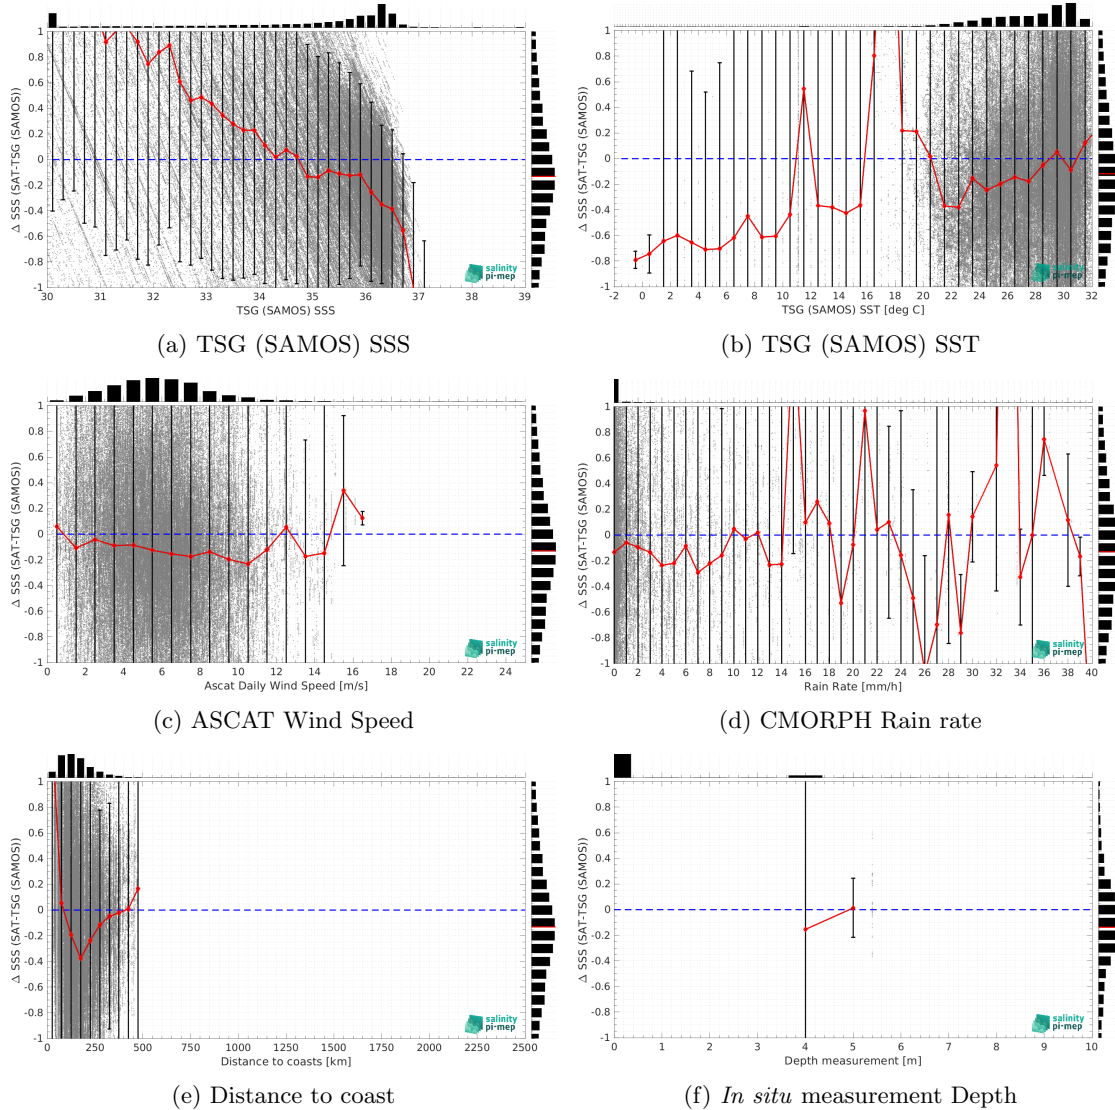 Δ SSS (SAT-TSG (SAMOS))
1
0.8
0.6
0.4
0.2
0
-0.2
-0.4
-0.6
-0.8
-1
30 31 32 33 34 35 36 37 38 39
TSG (SAMOS) SSS
salinity
pi-mep
(a) TSG (SAMOS) SSS
Δ SSS (SAT-TSG (SAMOS))
1
0.8
0.6
0.4
0.2
0
-0.2
-0.4
-0.6
-0.8
-1
-2 0 2 4 6 8 10 12 14 16 18 20 22 24 26 28 30 32
TSG (SAMOS) SST [deg C]
salinity
pi-mep
(b) TSG (SAMOS) SST
Δ SSS (SAT-TSG (SAMOS))
1
0.8
0.6
0.4
0.2
0
-0.2
-0.4
-0.6
-0.8
-1
0 2 4 6 8 10 12 14 16 18 20 22 24
Ascat Daily Wind Speed [m/s]
salinity
pi-mep
(c) ASCAT Wind Speed
Δ SSS (SAT-TSG (SAMOS))
1
0.8
0.6
0.4
0.2
0
-0.2
-0.4
-0.6
-0.8
-1
0 2 4 6 8 10 12 14 16 18 20 22 24 26 28 30 32 34 36 38 40
Rain Rate [mm/h]
salinity
pi-mep
(d) CMORPH Rain rate
Δ SSS (SAT-TSG (SAMOS))
1
0.8
0.6
0.4
0.2
0
-0.2
-0.4
-0.6
-0.8
-1
0 250 500 750 1000 1250 1500 1750 2000 2250 2500
Distance to coasts [km]
salinity
pi-mep
(e) Distance to coast
Δ SSS (SAT-TSG (SAMOS))
1
0.8
0.6
0.4
0.2
0
-0.2
-0.4
-0.6
-0.8
-1
0 1 2 3 4 5 6 7 8 9 10
Depth measurement [m]
salinity
pi-mep
(f) In situ measurement Depth